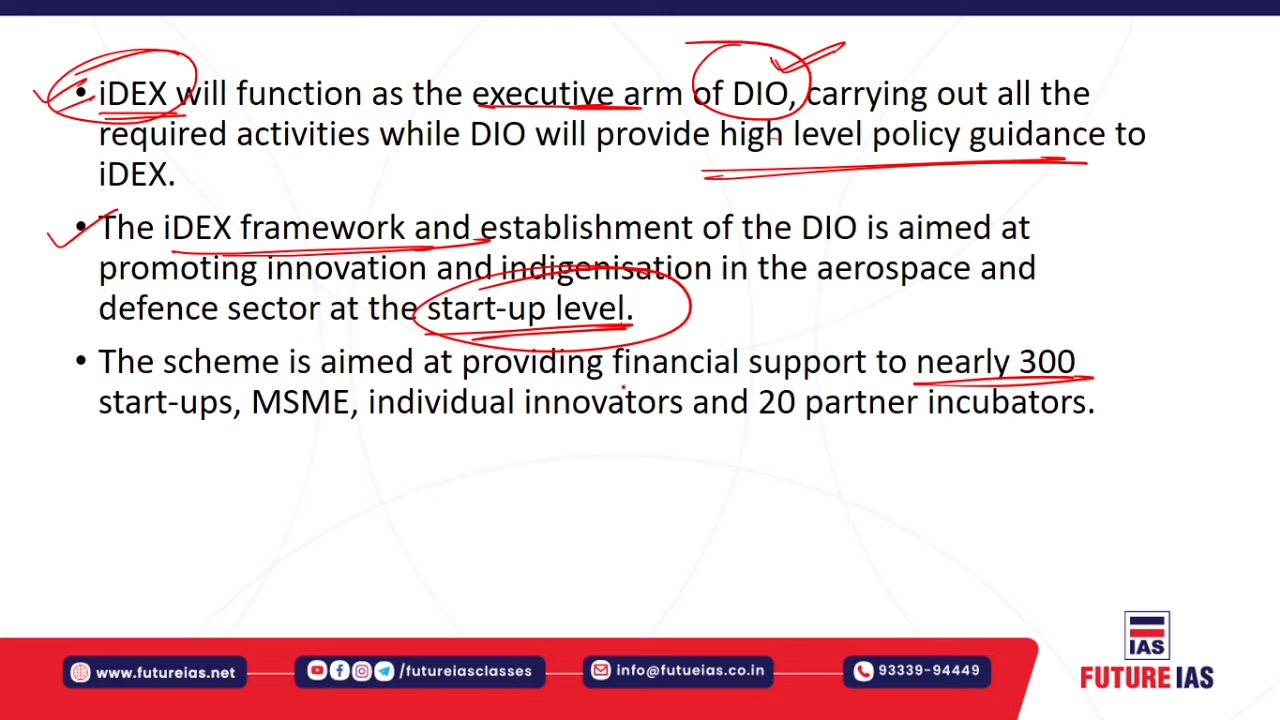 • iDEX will function as the executive arm of DIO, carrying out all the
required activities while DIO will provide high level policy guidance to
iDEX.
• The iDEX framework and establishment of the DIO is aimed at
promoting innovation and indigenisation in the aerospace and
defence sector at the start-up level.
• The scheme is aimed at providing financial support to nearly 300
start-ups, MSME, individual innovators and 20 partner incubators.
www.futureias.net
/futureiasclasses
info@futueias.co.in
93339-94449
IAS
FUTURE IAS